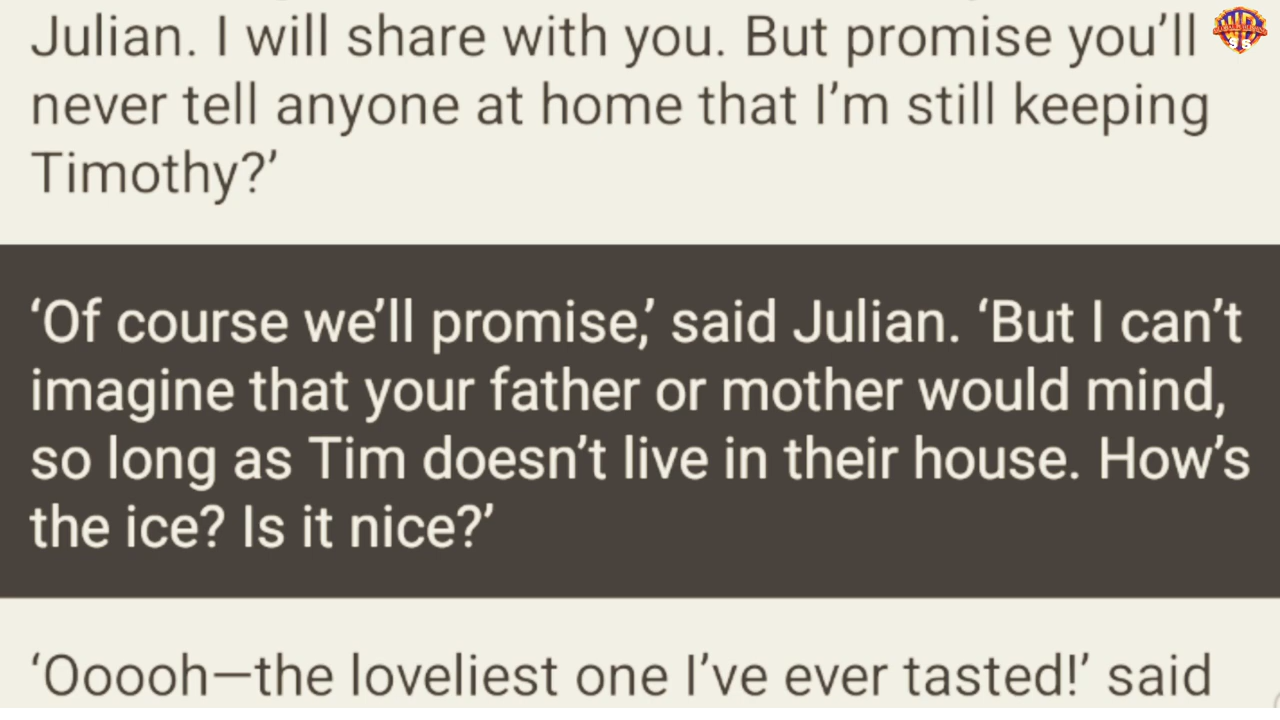 Julian. I will share with you. But promise you’ll
never tell anyone at home that I’m still keeping
Timothy?’
‘Of course we’ll promise,’ said Julian. ‘But I can’t
imagine that your father or mother would mind,
so long as Tim doesn’t live in their house. How’s
the ice? Is it nice?’
‘Ooooh—the loveliest one I’ve ever tasted!’ said